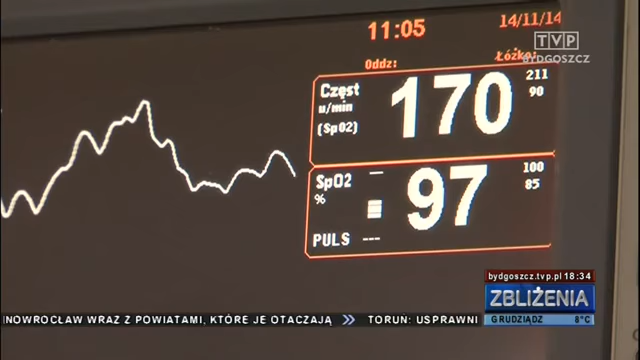 11:05
14/11/14
TVP
BYDGOSZCZ
Oddz:
Łóżko:
Częst
u/min
(SpO2)
170
211
90
SpO2
%
97
100
85
PULS ---
bydgoszcz.tvp.pl 18:34
ZBLIŻENIA
INOWROCŁAW WRAZ Z POWIATAMI, KTÓRE JE OTACZAJĄ >> TORUŃ: USPRAWNI
GRUDZIĄDZ 8°C